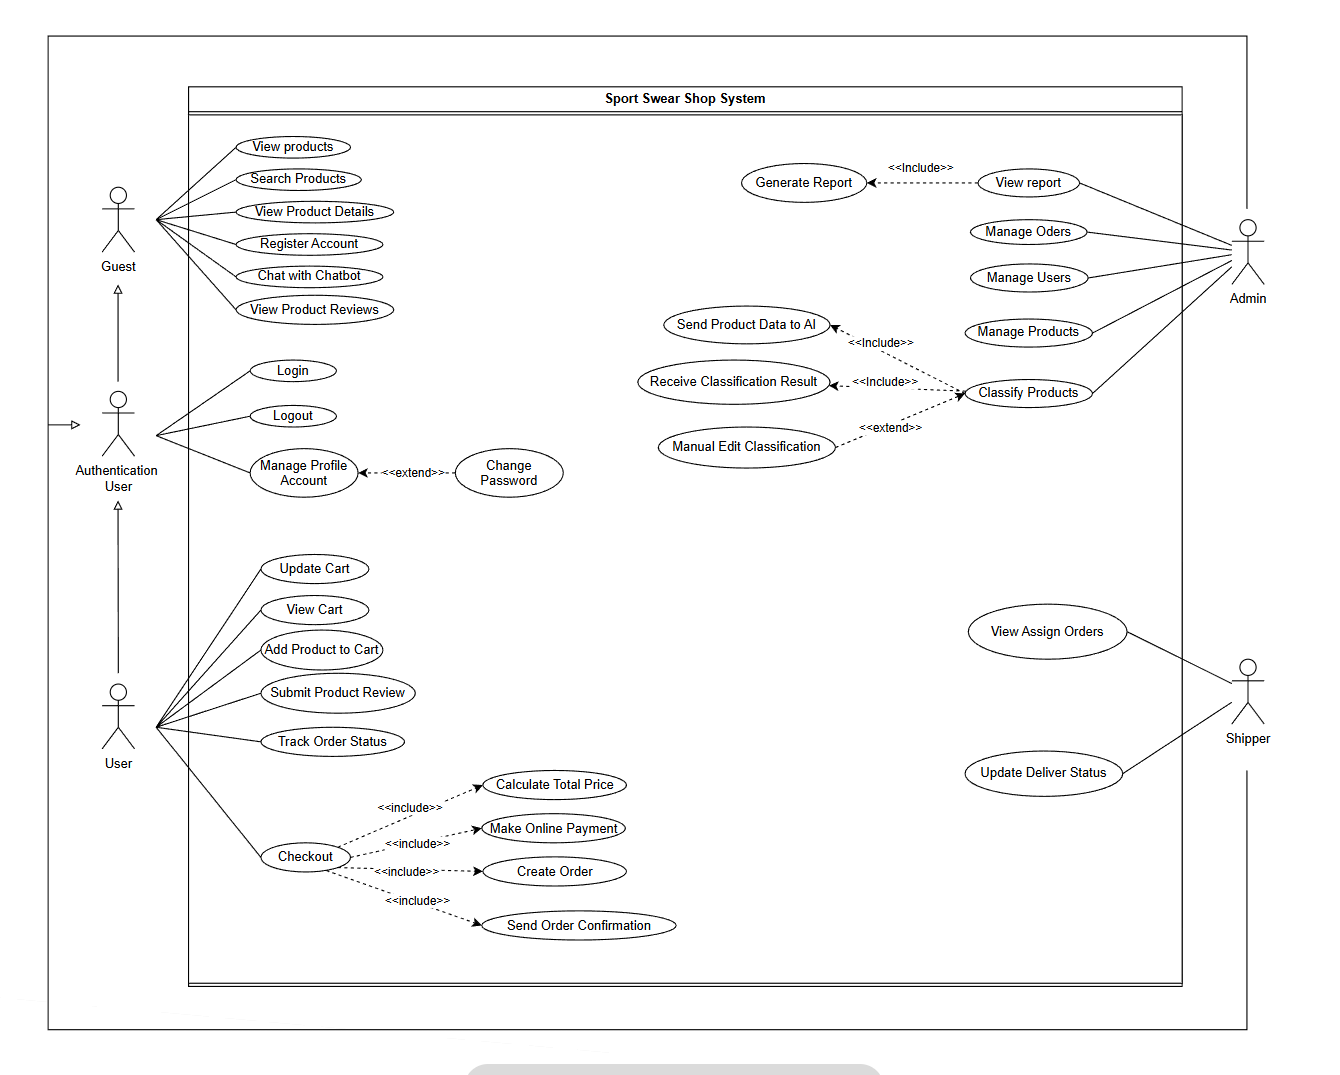 Sport Swear Shop System
View products
Search Products
View Product Details
Register Account
Chat with Chatbot
View Product Reviews
Guest
Login
Logout
Manage Profile
Account
<<extend>>
Change
Password
Authentication
User
Update Cart
View Cart
Add Product to Cart
Submit Product Review
Track Order Status
User
Checkout
<<include>>
Calculate Total Price
<<include>>
Make Online Payment
<<include>>
Create Order
<<include>>
Send Order Confirmation
Generate Report
<<Include>>
View report
Manage Oders
Manage Users
Manage Products
Classify Products
Admin
Send Product Data to AI
<<Include>>
Receive Classification Result
<<Include>>
Manual Edit Classification
<<extend>>
View Assign Orders
Update Deliver Status
Shipper